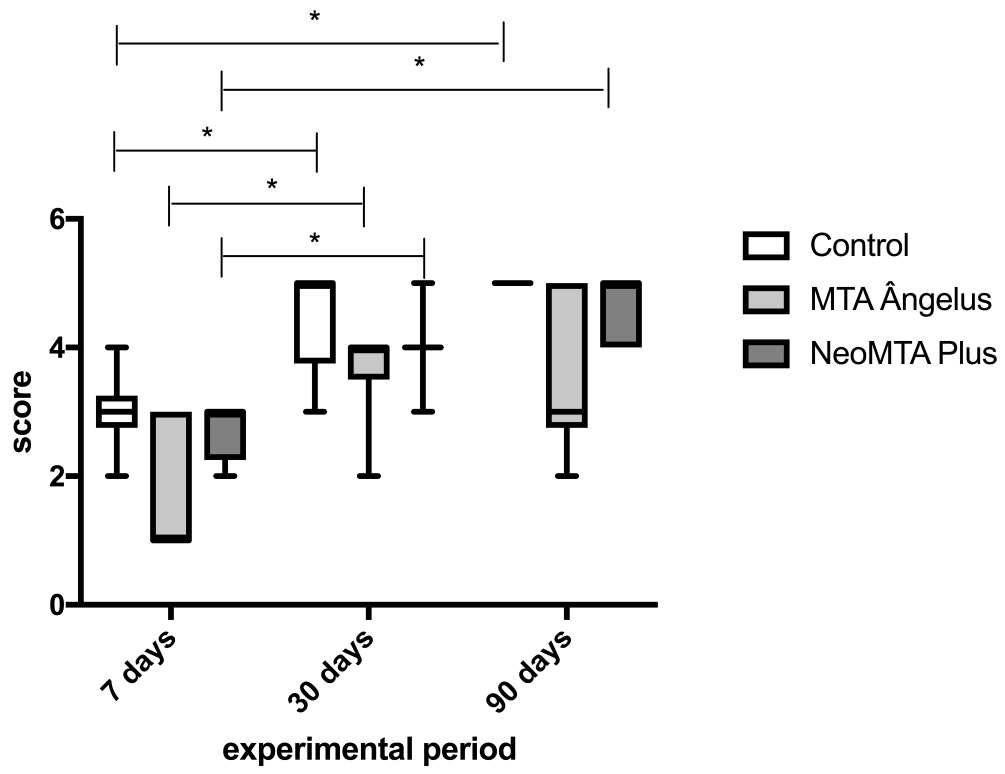 *
*
*
*
*
6
4
2
0
score
7 days
30 days
90 days
experimental period
Control
MTA Ângelus
NeoMTA Plus